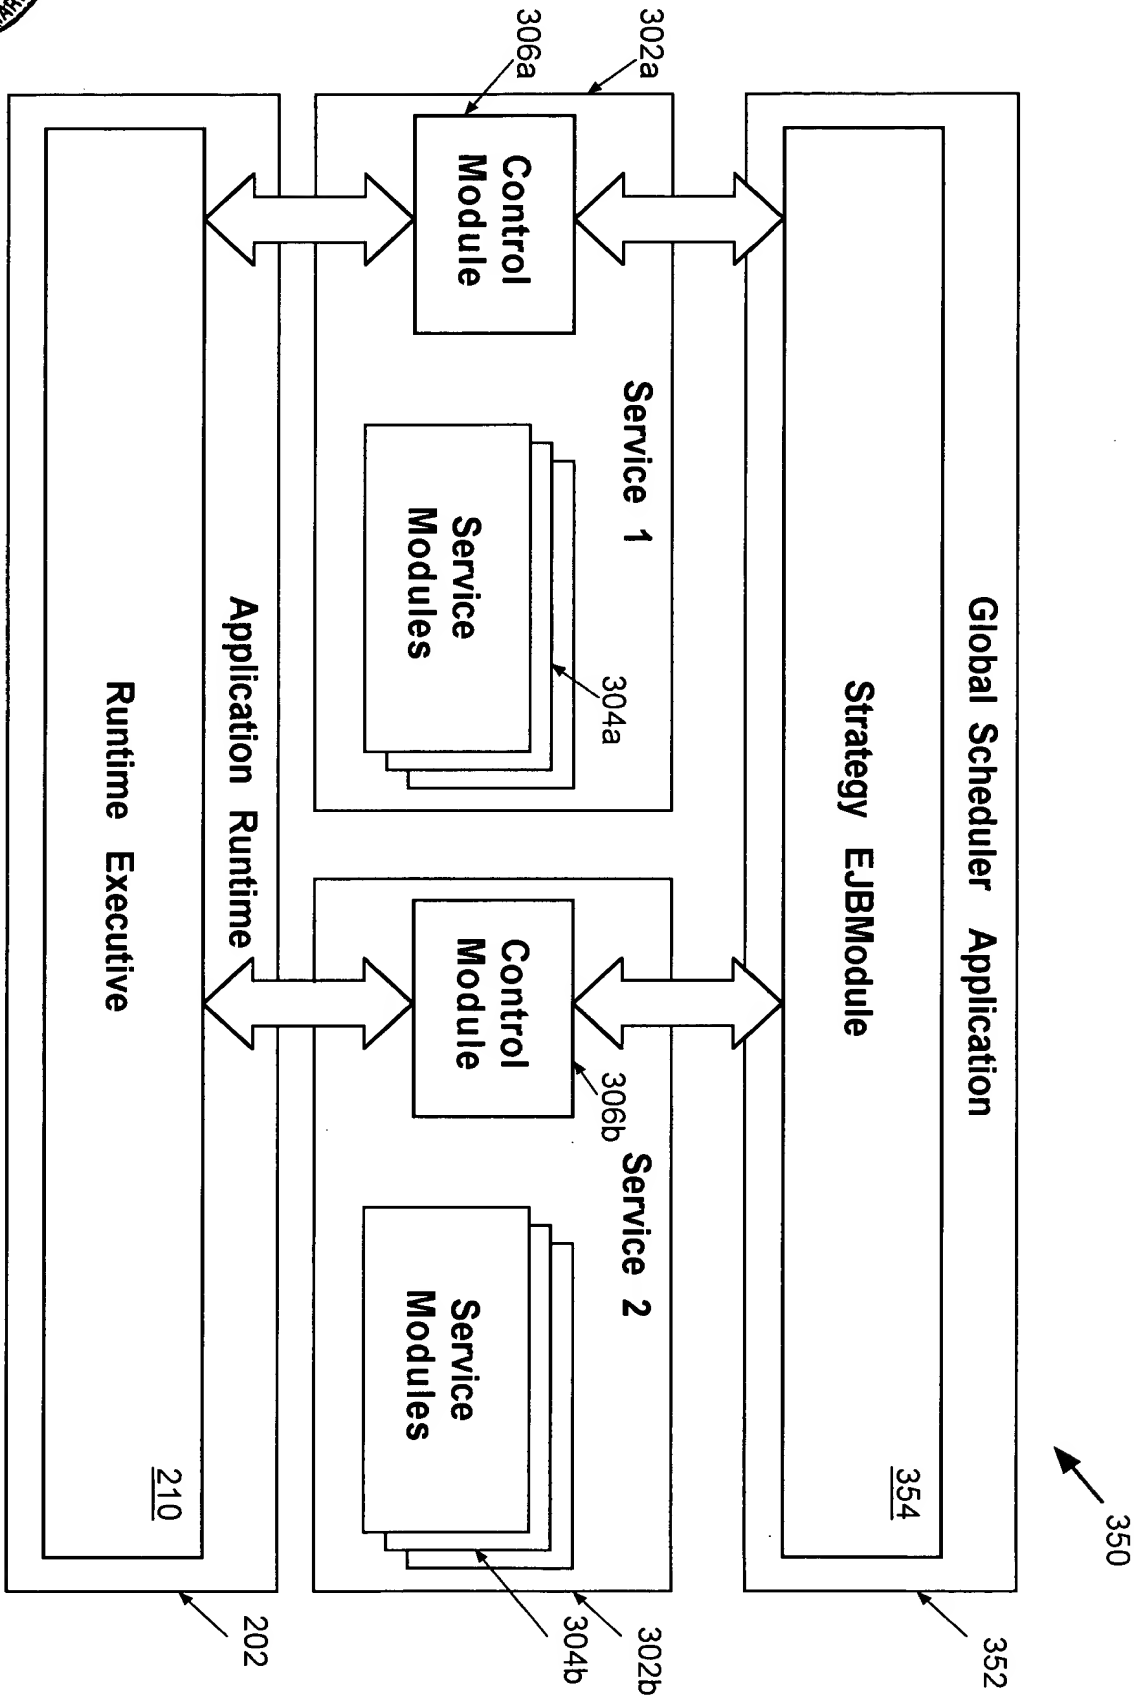 350
Global Scheduler Application
352
Strategy EJBModule
354
302a
306a
Control
Module
Service 1
304a
Service
Modules
Control
Module
306b
Service 2
Service
Modules
304b
302b
Application Runtime
202
Runtime Executive
210